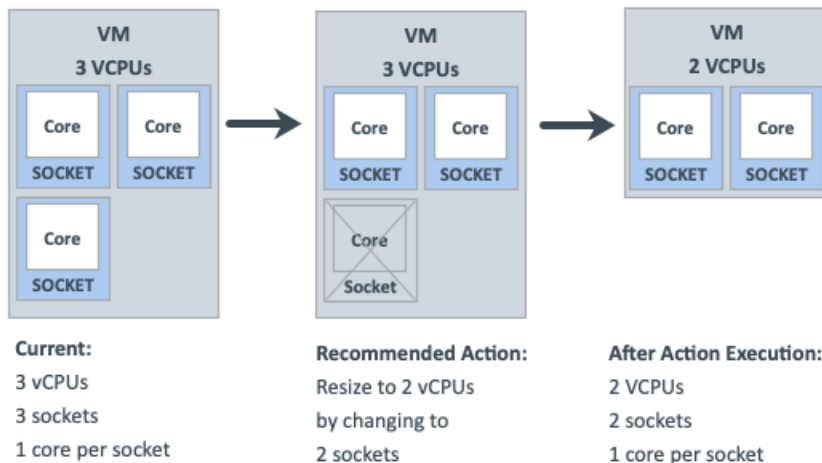 VM
3 VCPUs
Core
Core
SOCKET
SOCKET
Core
SOCKET
VM
3 VCPUs
Core
Core
SOCKET
SOCKET
Core
Socket
VM
2 VCPUs
Core
Core
SOCKET
SOCKET
Current:
3 vCPUs
3 sockets
1 core per socket
Recommended Action:
Resize to 2 vCPUs
by changing to
2 sockets
After Action Execution:
2 VCPUs
2 sockets
1 core per socket